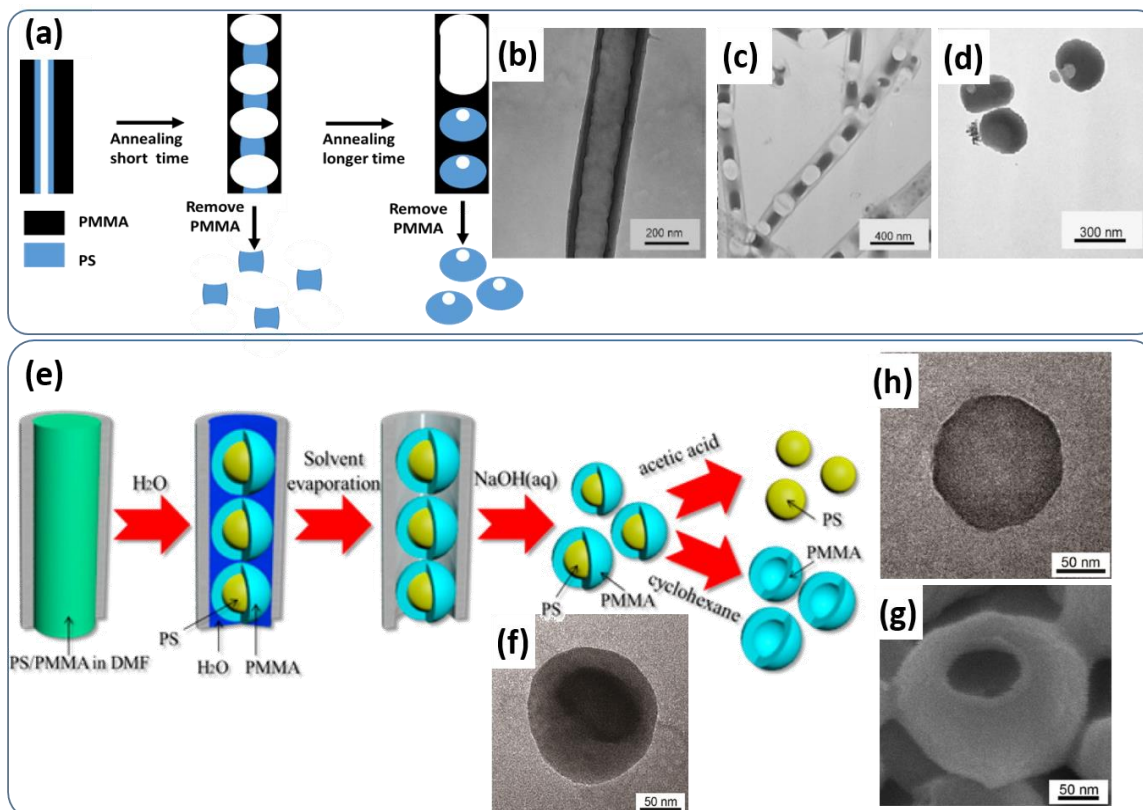 (a)
Annealing
short time
Annealing
longer time
Remove
PMMA
Remove
PMMA
PMMA
PS
(b)
200 nm
(c)
400 nm
(d)
300 nm
(e)
H₂O
Solvent
evaporation
NaOH(aq)
acetic acid
cyclohexane
PS
PMMA
PS
PMMA
PS/PMMA in DMF
PS
H₂O
PMMA
(f)
50 nm
(h)
50 nm
(g)
50 nm